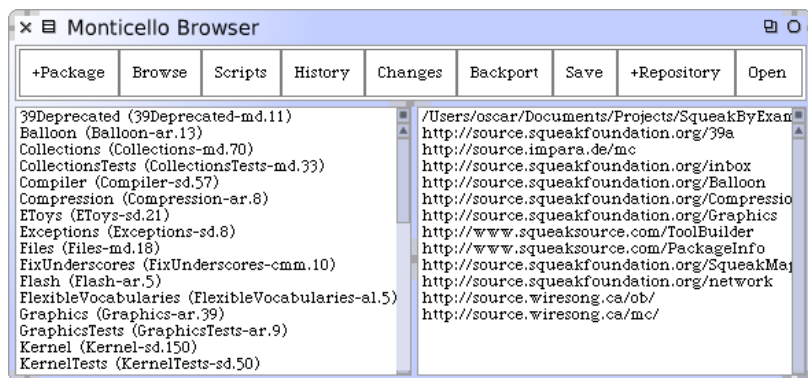 Monticello Browser
+Package Browse Scripts History Changes Backport Save +Repository Open
39Deprecated (39Deprecated-md.11)
Balloon (Balloon-ar.13)
Collections (Collections-md.70)
CollectionsTests (CollectionsTests-md.33)
Compiler (Compiler-sd.57)
Compression (Compression-ar.8)
EToys (EToys-sd.21)
Exceptions (Exceptions-sd.8)
Files (Files-md.18)
FixUnderscores (FixUnderscores-cmm.10)
Flash (Flash-ar.5)
FlexibleVocabularies (FlexibleVocabularies-al.5)
Graphics (Graphics-ar.39)
GraphicsTests (GraphicsTests-ar.9)
Kernel (Kernel-sd.150)
KernelTests (KernelTests-sd.50)
/Users/oscar/Documents/Projects/SqueakByExam
http://source.squeakfoundation.org/39a
http://source.impara.de/mc
http://source.squeakfoundation.org/inbox
http://source.squeakfoundation.org/Balloon
http://source.squeakfoundation.org/Compressio
http://source.squeakfoundation.org/Graphics
http://www.squeaksource.com/ToolBuilder
http://www.squeaksource.com/PackageInfo
http://source.squeakfoundation.org/SqueakMap
http://source.squeakfoundation.org/network
http://source.wiresong.ca/ob/
http://source.wiresong.ca/mc/